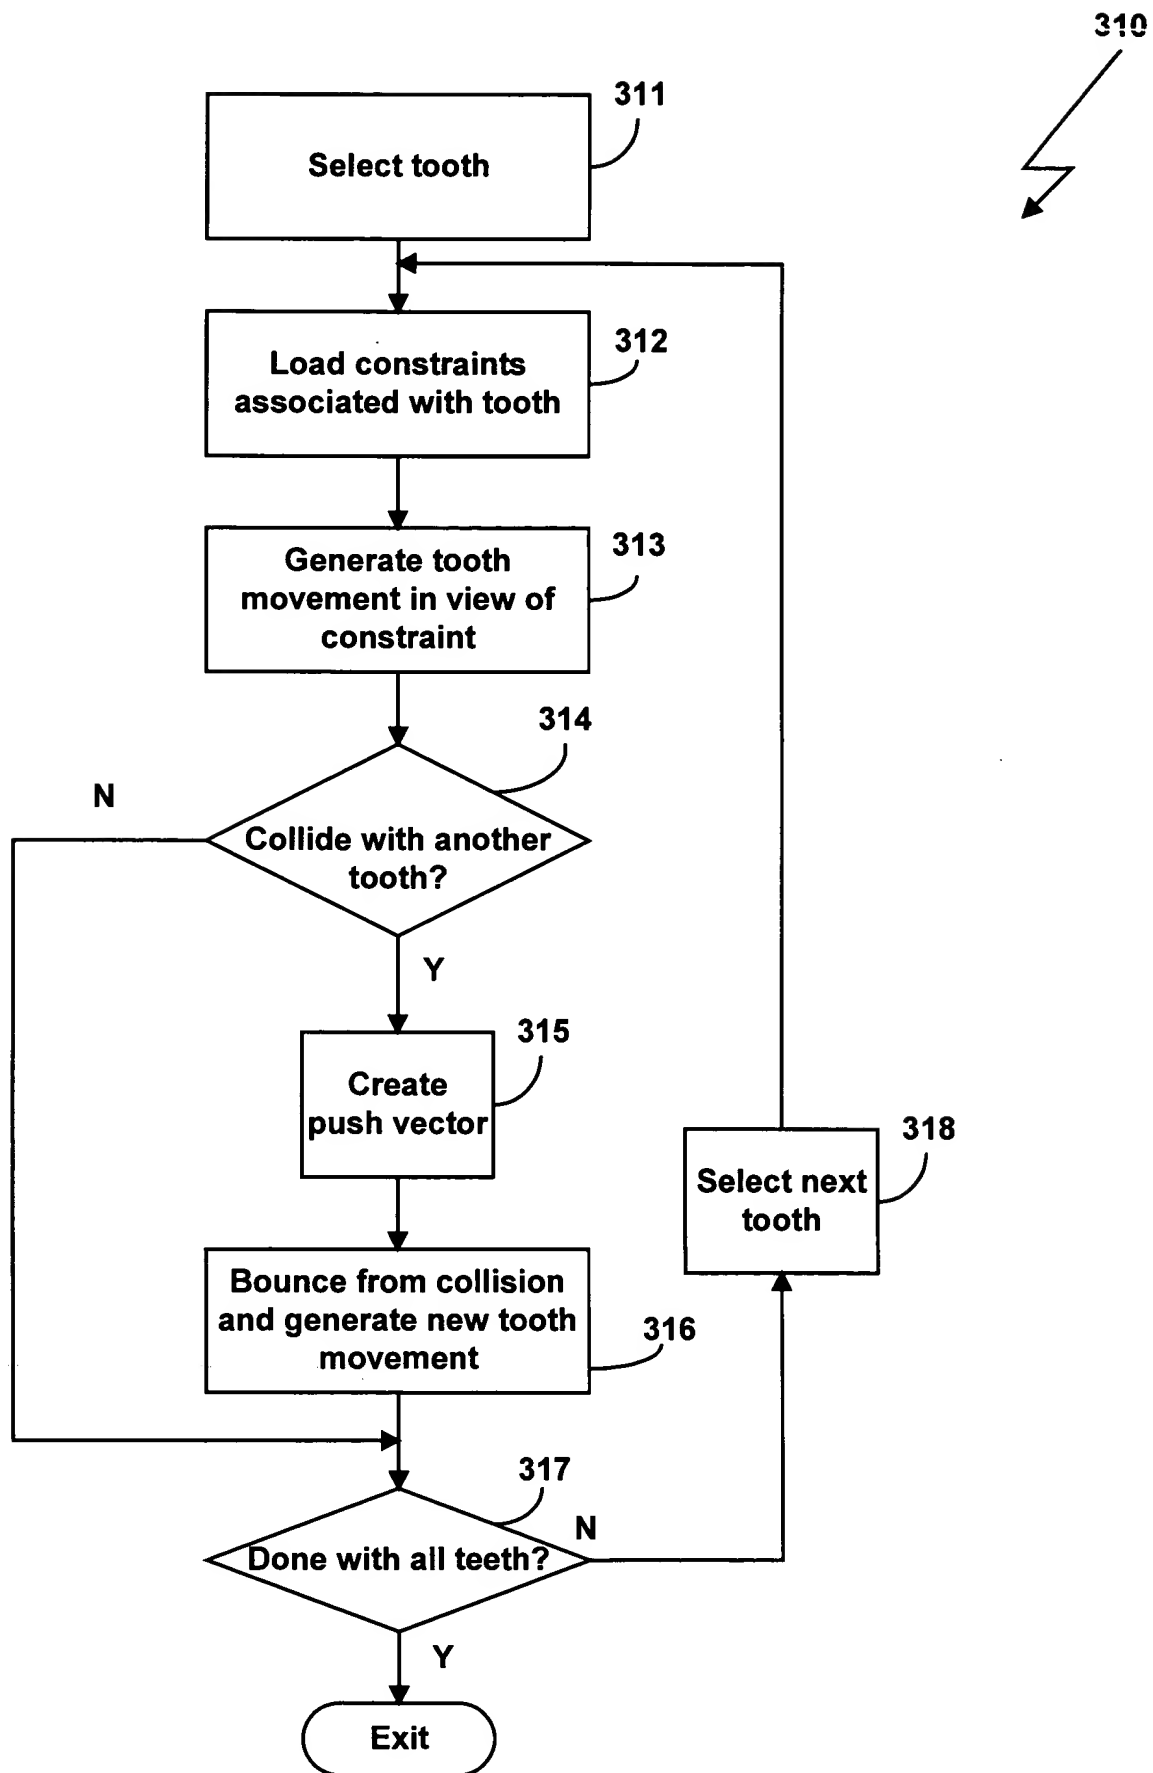 310
311
Select tooth
312
Load constraints
associated with tooth
313
Generate tooth
movement in view of
constraint
314
N
Collide with another
tooth?
Y
315
Create
push vector
318
Select next
tooth
Bounce from collision
and generate new tooth
movement
316
317
N
Done with all teeth?
Y
Exit